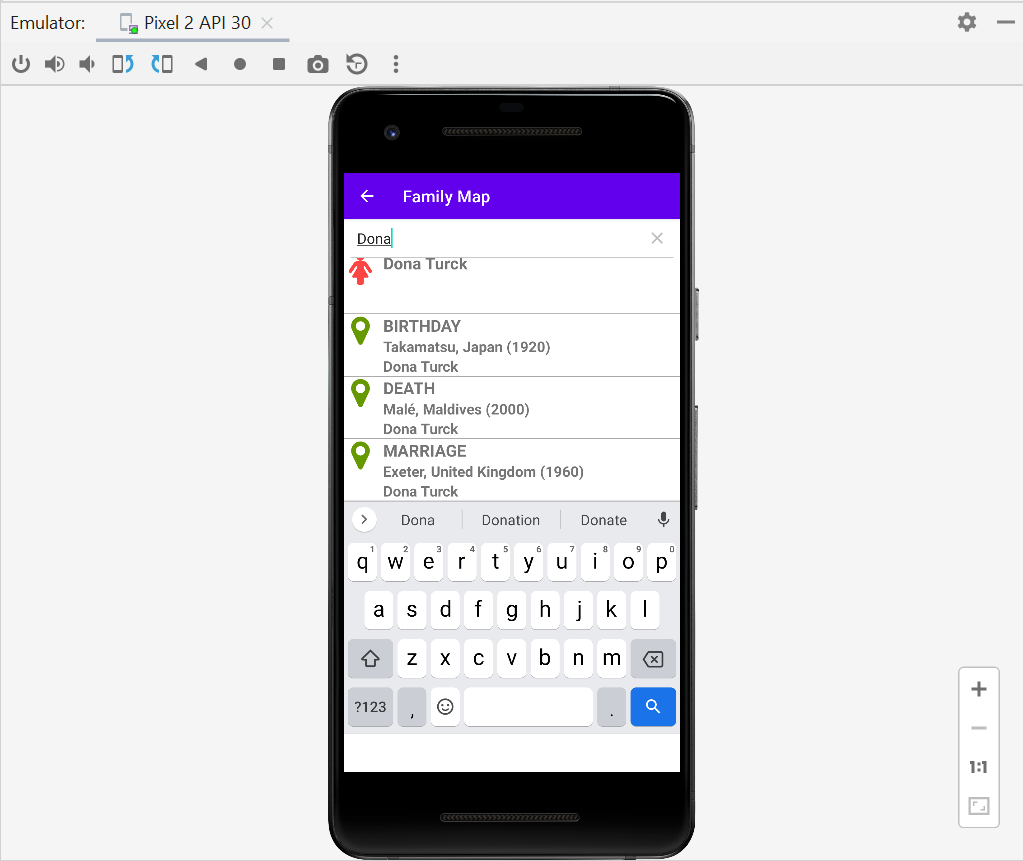 Emulator: Pixel 2 API 30
Family Map
Dona
Dona Turck
BIRTHDAY
Takamatsu, Japan (1920)
Dona Turck
DEATH
Malé, Maldives (2000)
Dona Turck
MARRIAGE
Exeter, United Kingdom (1960)
Dona Turck
Dona Donation Donate
1 2 3 4 5 6 7 8 9 0
q w e r t y u i o p
a s d f g h j k l
z x c v b n m
?123 , .
1:1